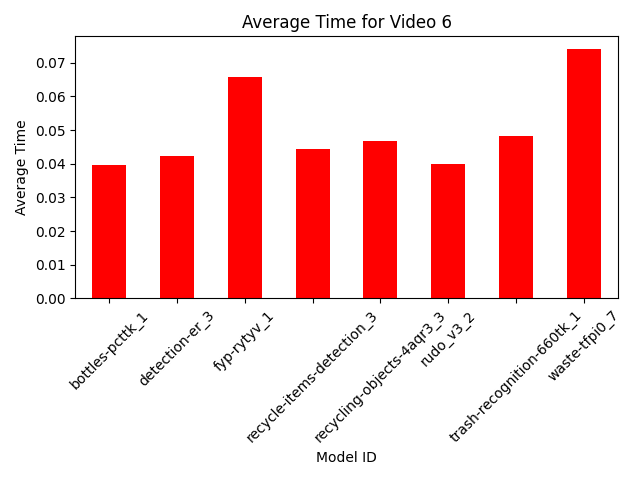 Average Time for Video 6
Average Time
0.07
0.06
0.05
0.04
0.03
0.02
0.01
0.00
bottles-pcttk_1
detection-er_3
fyp-rytyv_1
recycle-items-detection_3
recycling-objects-4aqr3_3
rudo_v3_2
trash-recognition-660tk_1
waste-tfpi0_7
Model ID